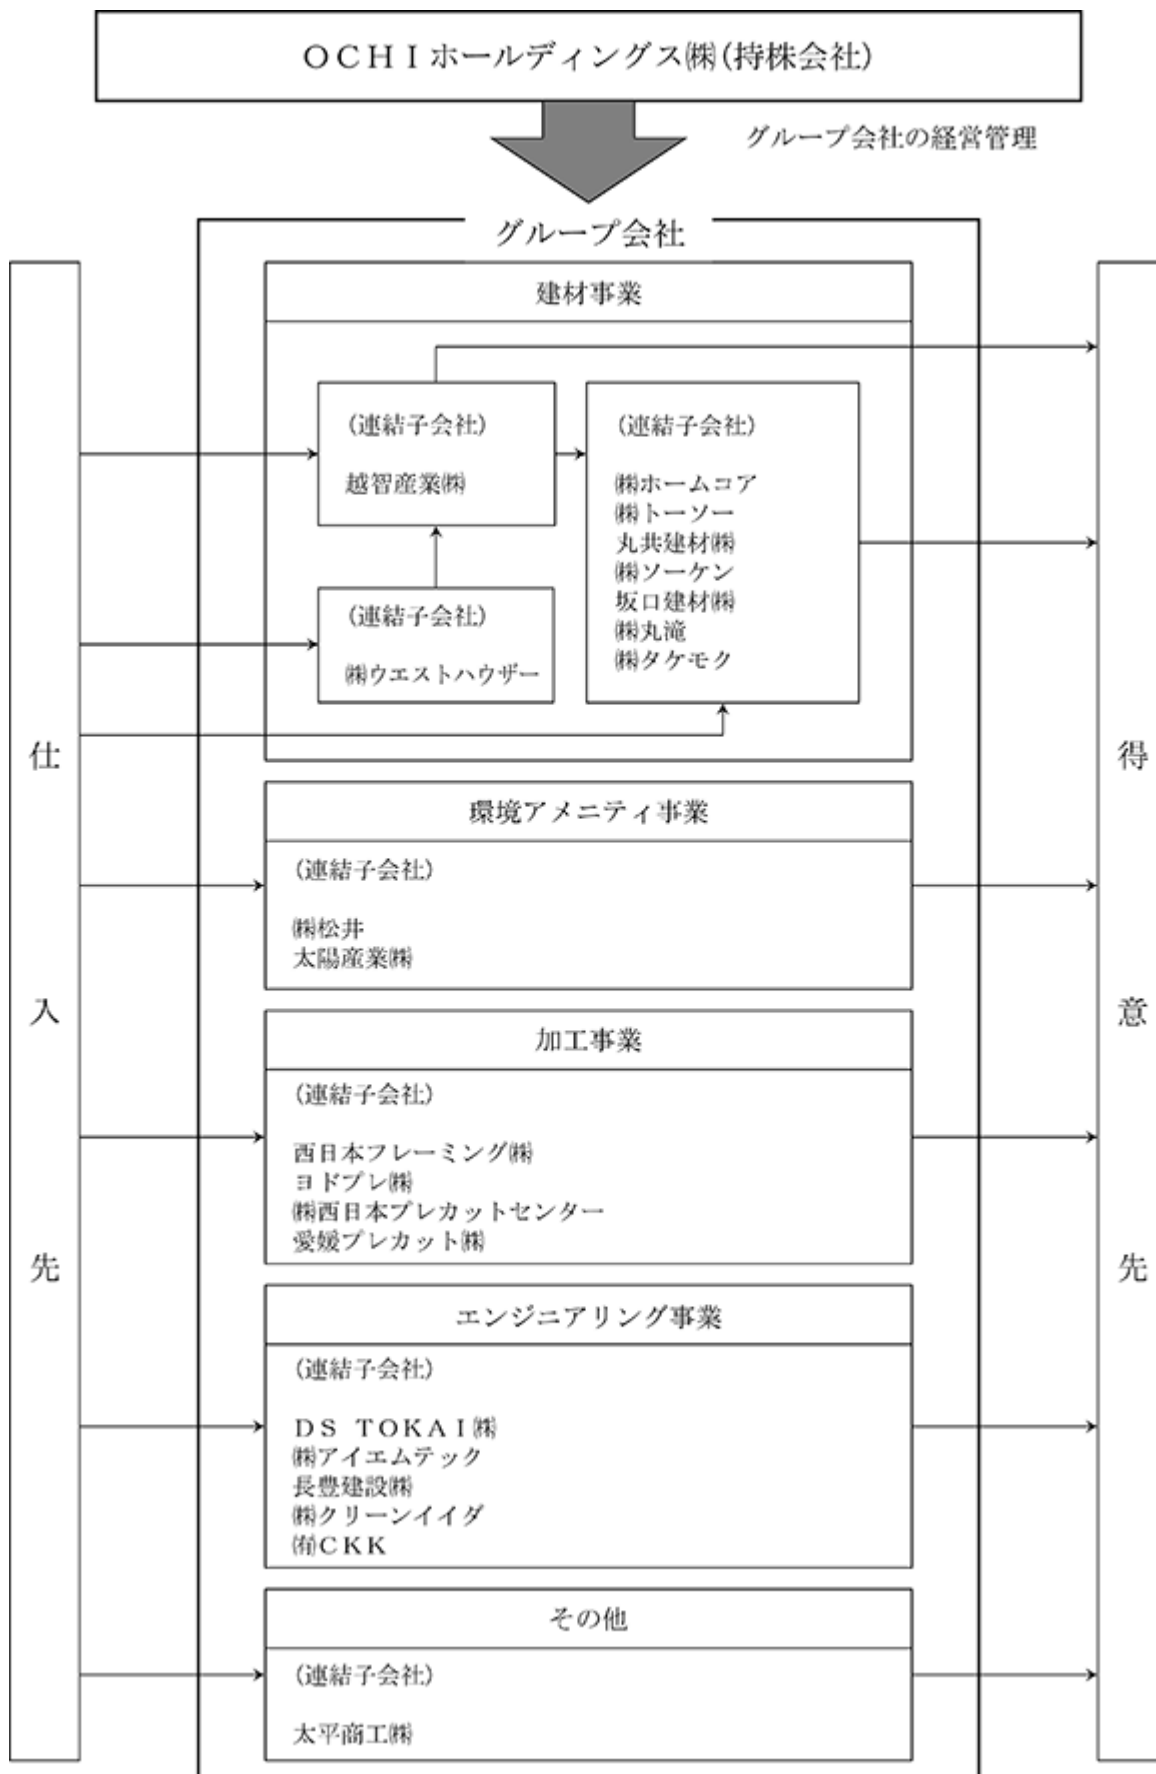 ＯＣＨＩホールディングス㈱(持株会社)
グループ会社の経営管理
グループ会社
建材事業
(連結子会社)
越智産業㈱
(連結子会社)
㈱ウエストハウザー
(連結子会社)
㈱ホームコア
㈱トーソー
丸共建材㈱
㈱ソーケン
坂口建材㈱
㈱丸滝
㈱タケモク
環境アメニティ事業
(連結子会社)
㈱松井
太陽産業㈱
加工事業
(連結子会社)
西日本フレーミング㈱
ヨドプレ㈱
㈱西日本プレカットセンター
愛媛プレカット㈱
エンジニアリング事業
(連結子会社)
ＤＳ ＴＯＫＡＩ㈱
㈱アイエムテック
長豊建設㈱
㈱クリーンイイダ
㈲ＣＫＫ
その他
(連結子会社)
太平商工㈱
仕入先
得意先